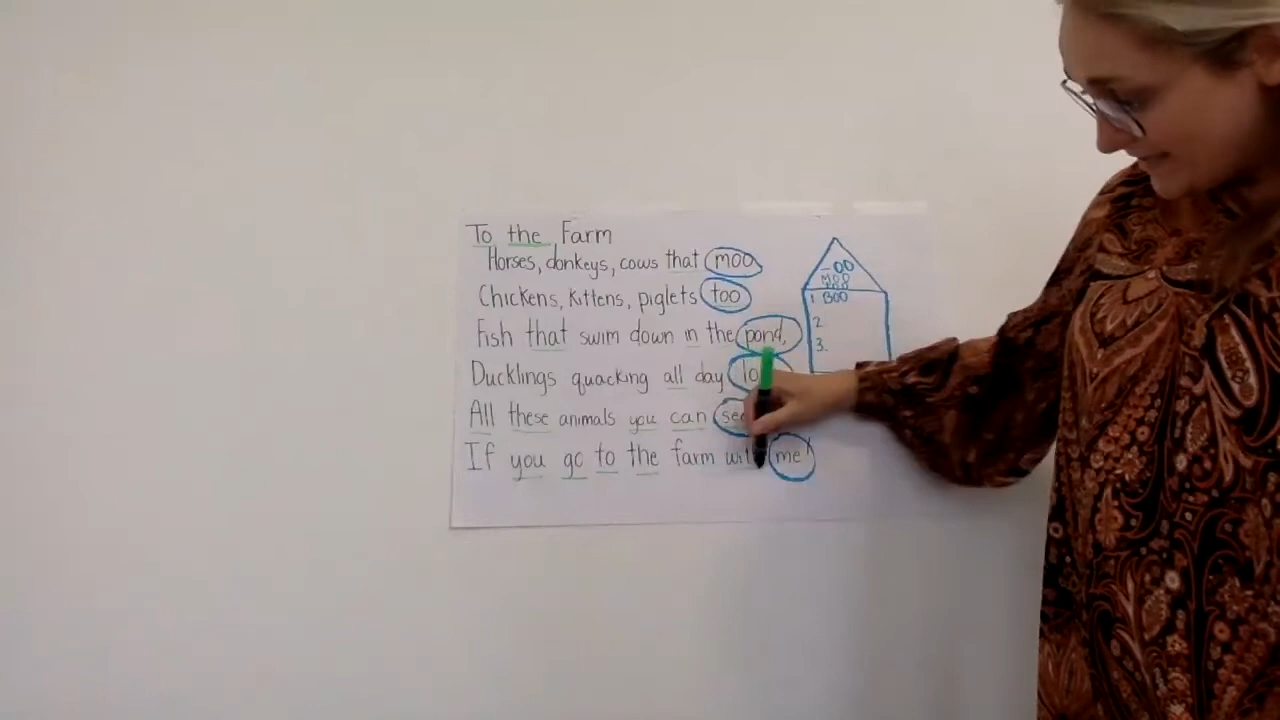 To the Farm
Horses, donkeys, cows that moo
Chickens, kittens, piglets too
Fish that swim down in the pond,
Ducklings quacking all day
All these animals you can
If you go to the farm me
-oo
1 Boo
2
3.